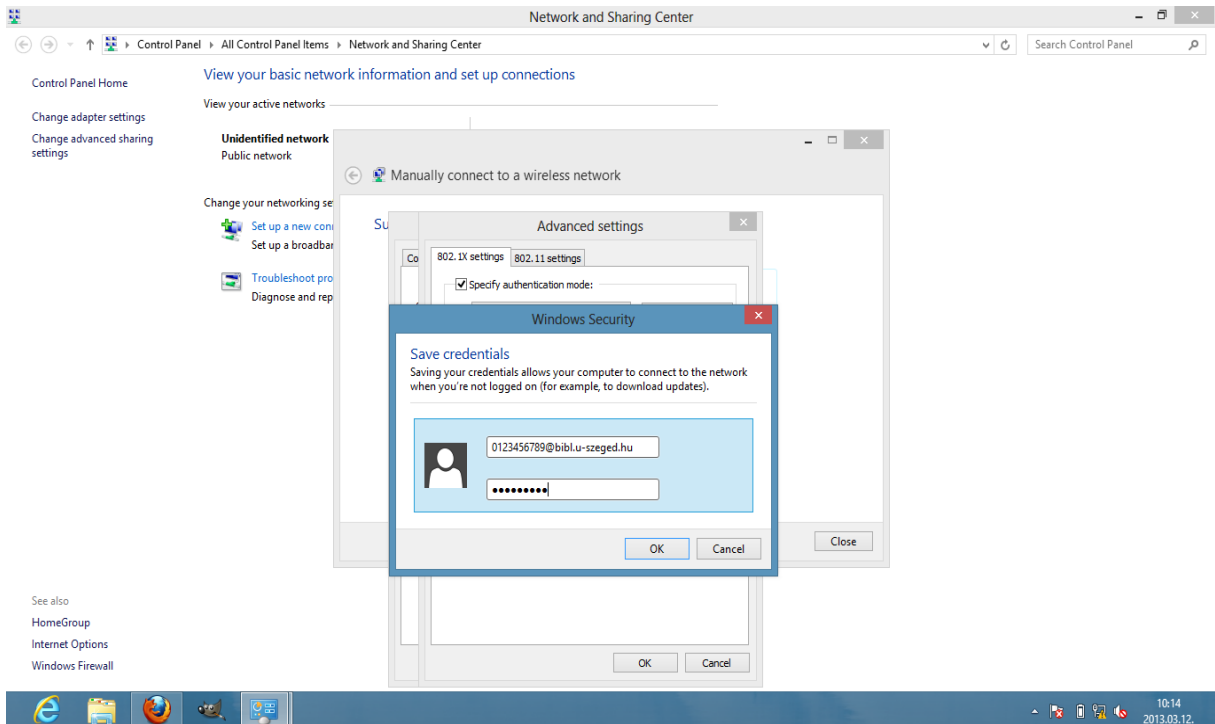 Network and Sharing Center
Control Panel All Control Panel Items Network and Sharing Center
Search Control Panel
Control Panel Home
Change adapter settings
Change advanced sharing
settings
See also
HomeGroup
Internet Options
Windows Firewall
View your basic network information and set up connections
View your active networks
Unidentified network
Public network
Change your networking se
Set up a new con
Set up a broadba
Troubleshoot pro
Diagnose and rep
Manually connect to a wireless network
Su
Co
Advanced settings
802.1X settings 802.11 settings
Specify authentication mode:
Windows Security
Save credentials
Saving your credentials allows your computer to connect to the network
when you're not logged on (for example, to download updates).
0123456789@bibl.u-szeged.hu
•••••••••
OK Cancel
Close
OK Cancel
10:14
2013.03.12.